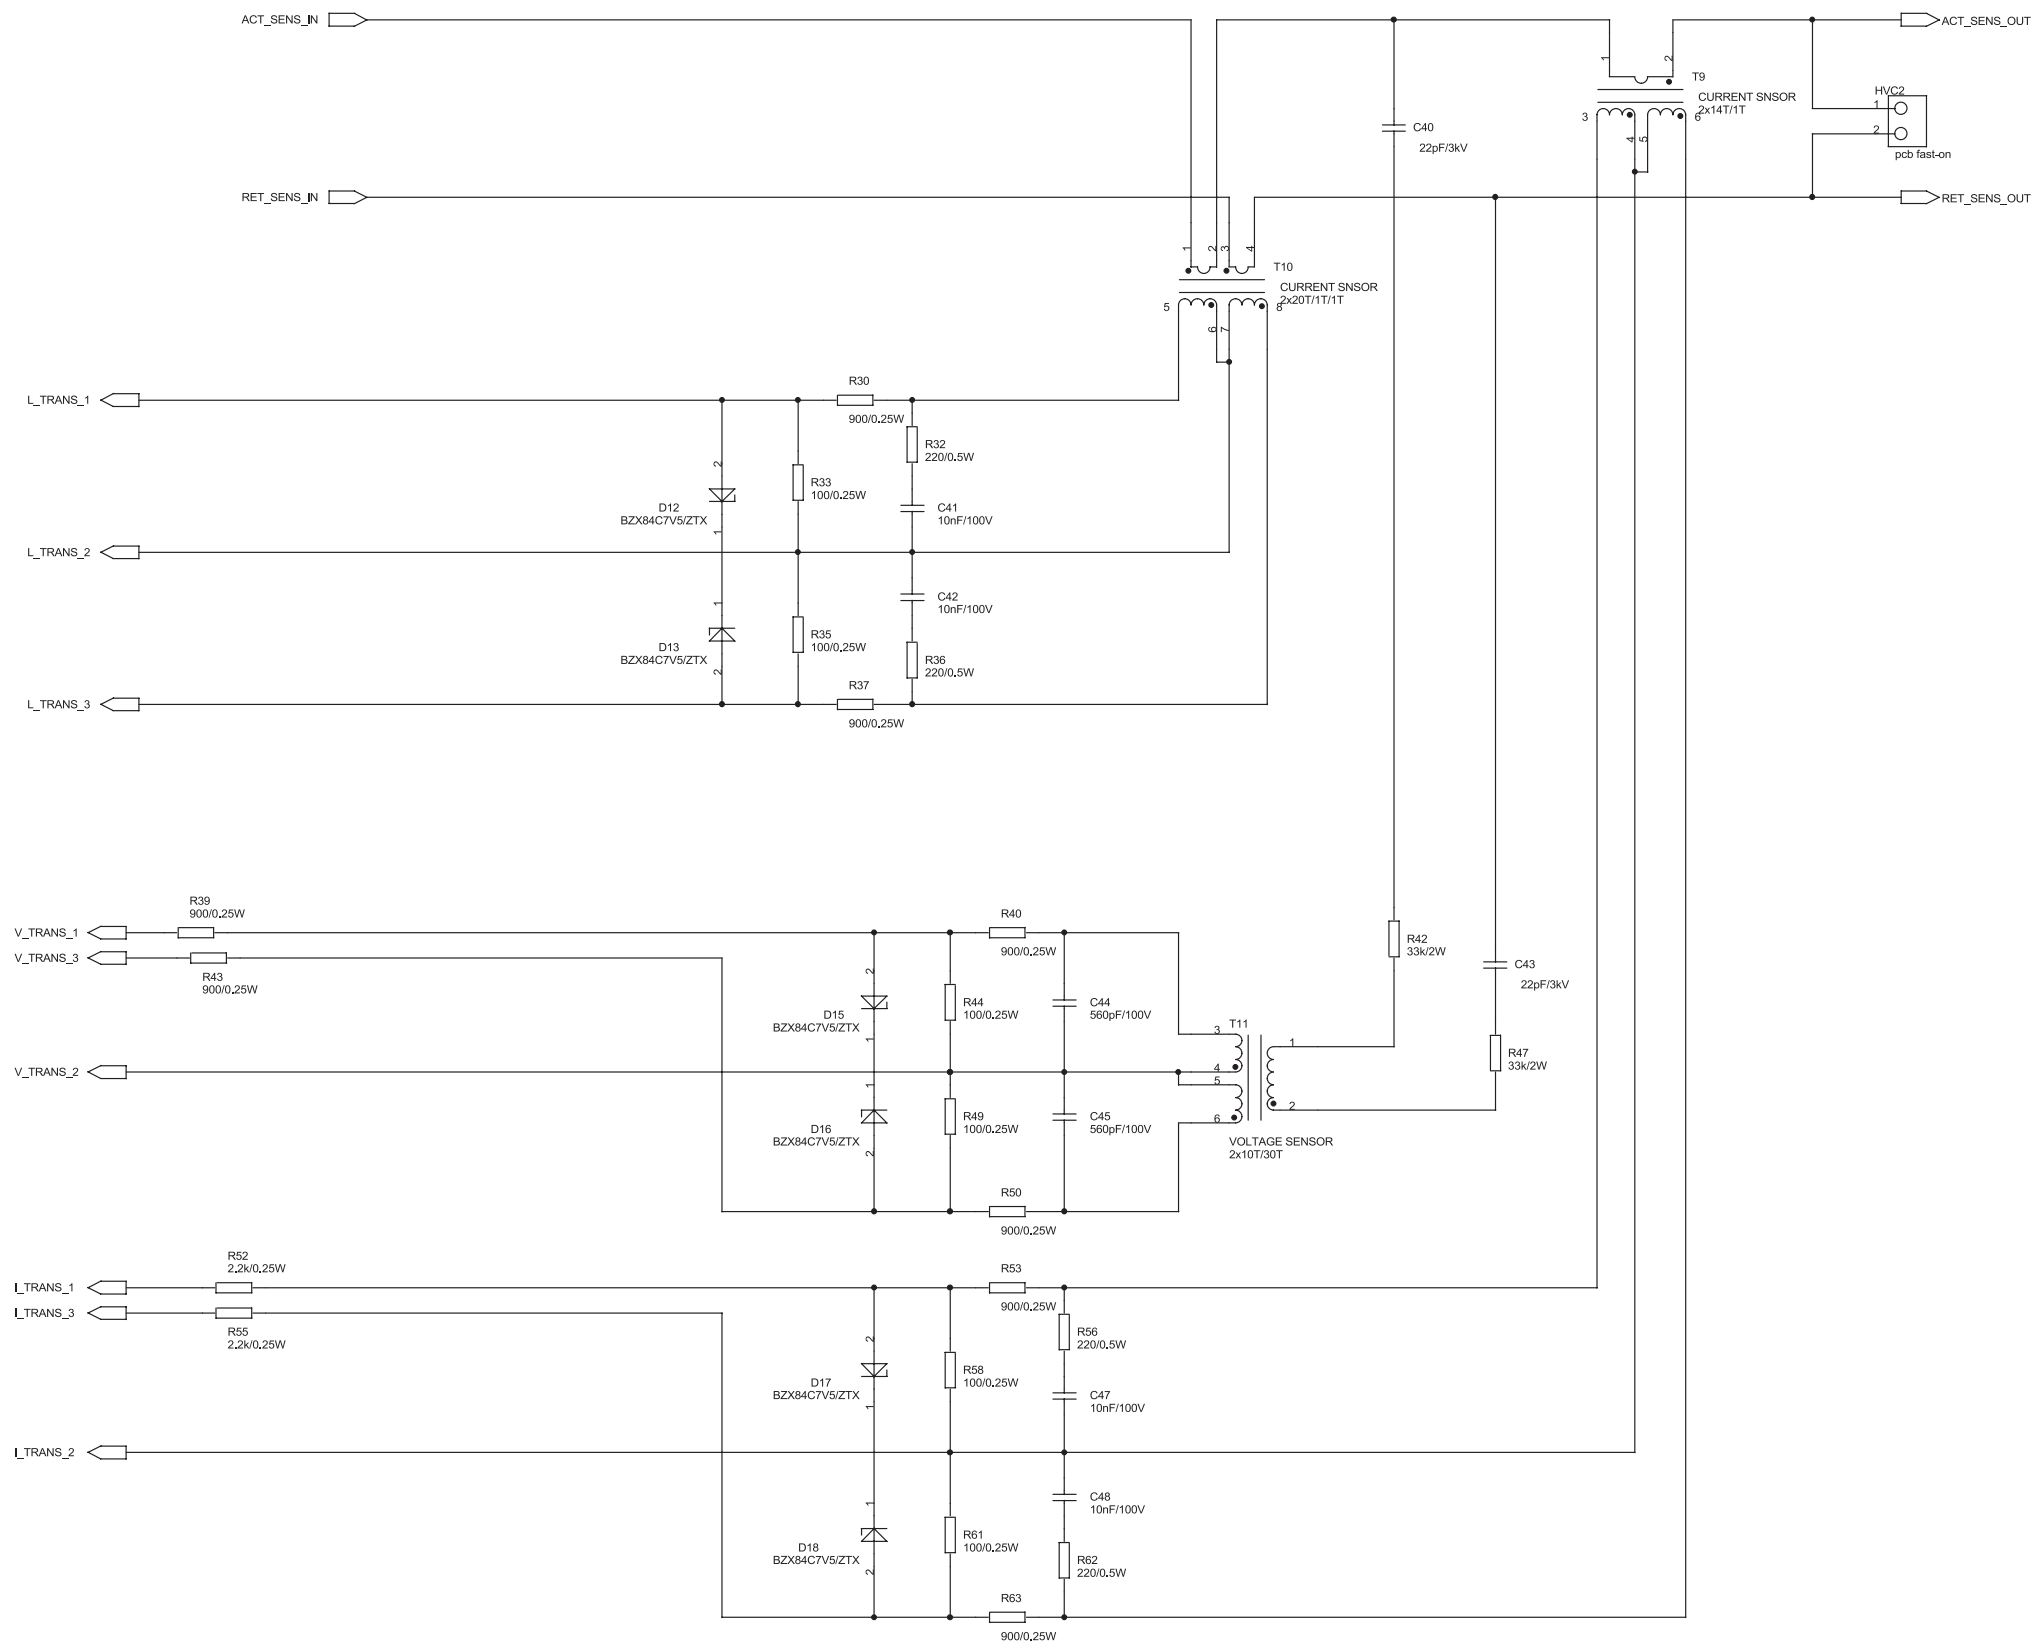 ACT_SENS_IN
ACT_SENS_OUT
1
2
T9
CURRENT SNSOR
2x14T/1T
3
4
5
6
HVC2
1
2
pcb fast-on
C40
22pF/3kV
RET_SENS_IN
RET_SENS_OUT
1
2
3
4
T10
CURRENT SNSOR
2x20T/1T/1T
5
6
7
8
L_TRANS_1
R30
900/0.25W
R32
220/0.5W
2
R33
100/0.25W
D12
BZX84C7V5/ZTX
1
C41
10nF/100V
L_TRANS_2
1
C42
10nF/100V
D13
BZX84C7V5/ZTX
2
R35
100/0.25W
R36
220/0.5W
R37
L_TRANS_3
900/0.25W
R39
900/0.25W
V_TRANS_1
V_TRANS_3
R43
900/0.25W
R40
900/0.25W
R42
33k/2W
C43
22pF/3kV
2
D15
BZX84C7V5/ZTX
1
R44
100/0.25W
C44
560pF/100V
T11
3
4
5
6
1
2
R47
33k/2W
V_TRANS_2
1
D16
BZX84C7V5/ZTX
2
R49
100/0.25W
C45
560pF/100V
VOLTAGE SENSOR
2x10T/30T
R50
900/0.25W
R52
2.2k/0.25W
I_TRANS_1
I_TRANS_3
R55
2.2k/0.25W
R53
900/0.25W
R56
220/0.5W
2
D17
BZX84C7V5/ZTX
1
R58
100/0.25W
C47
10nF/100V
I_TRANS_2
C48
10nF/100V
1
D18
BZX84C7V5/ZTX
2
R61
100/0.25W
R62
220/0.5W
R63
900/0.25W